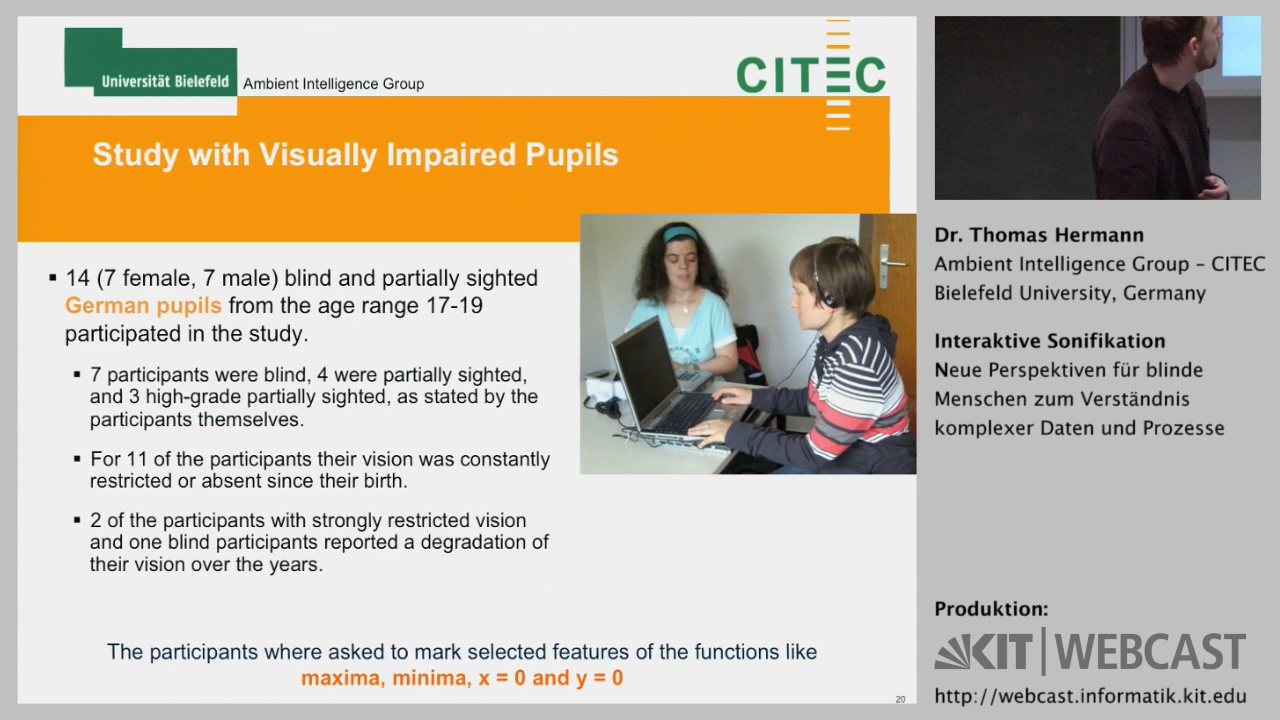 Universität Bielefeld
Ambient Intelligence Group
CITEC
Study with Visually Impaired Pupils
14 (7 female, 7 male) blind and partially sighted
German pupils from the age range 17-19
participated in the study.
7 participants were blind, 4 were partially sighted,
and 3 high-grade partially sighted, as stated by the
participants themselves.
For 11 of the participants their vision was constantly
restricted or absent since their birth.
2 of the participants with strongly restricted vision
and one blind participants reported a degradation of
their vision over the years.
The participants where asked to mark selected features of the functions like
maxima, minima, x = 0 and y = 0
20
Dr. Thomas Hermann
Ambient Intelligence Group – CITEC
Bielefeld University, Germany
Interaktive Sonifikation
Neue Perspektiven für blinde
Menschen zum Verständnis
komplexer Daten und Prozesse
Produktion:
KIT WEBCAST
http://webcast.informatik.kit.edu